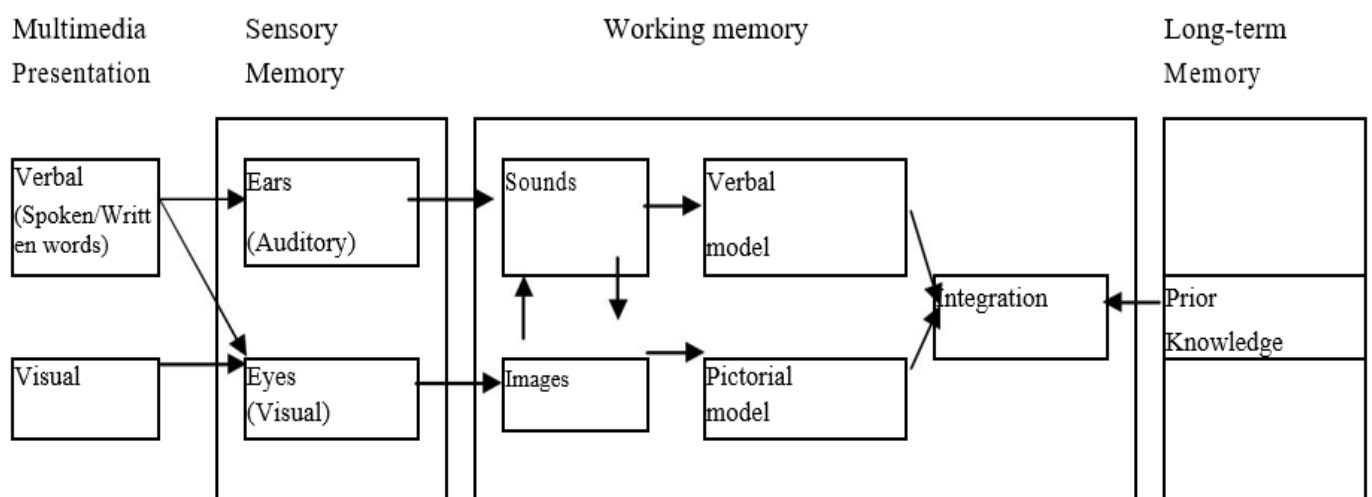 Multimedia
Presentation
Sensory
Memory
Working memory
Long-term
Memory
Verbal
(Spoken/Writt
en words)
Ears
(Auditory)
Sounds
Verbal
model
Integration
Prior
Knowledge
Visual
Eyes
(Visual)
Images
Pictorial
model